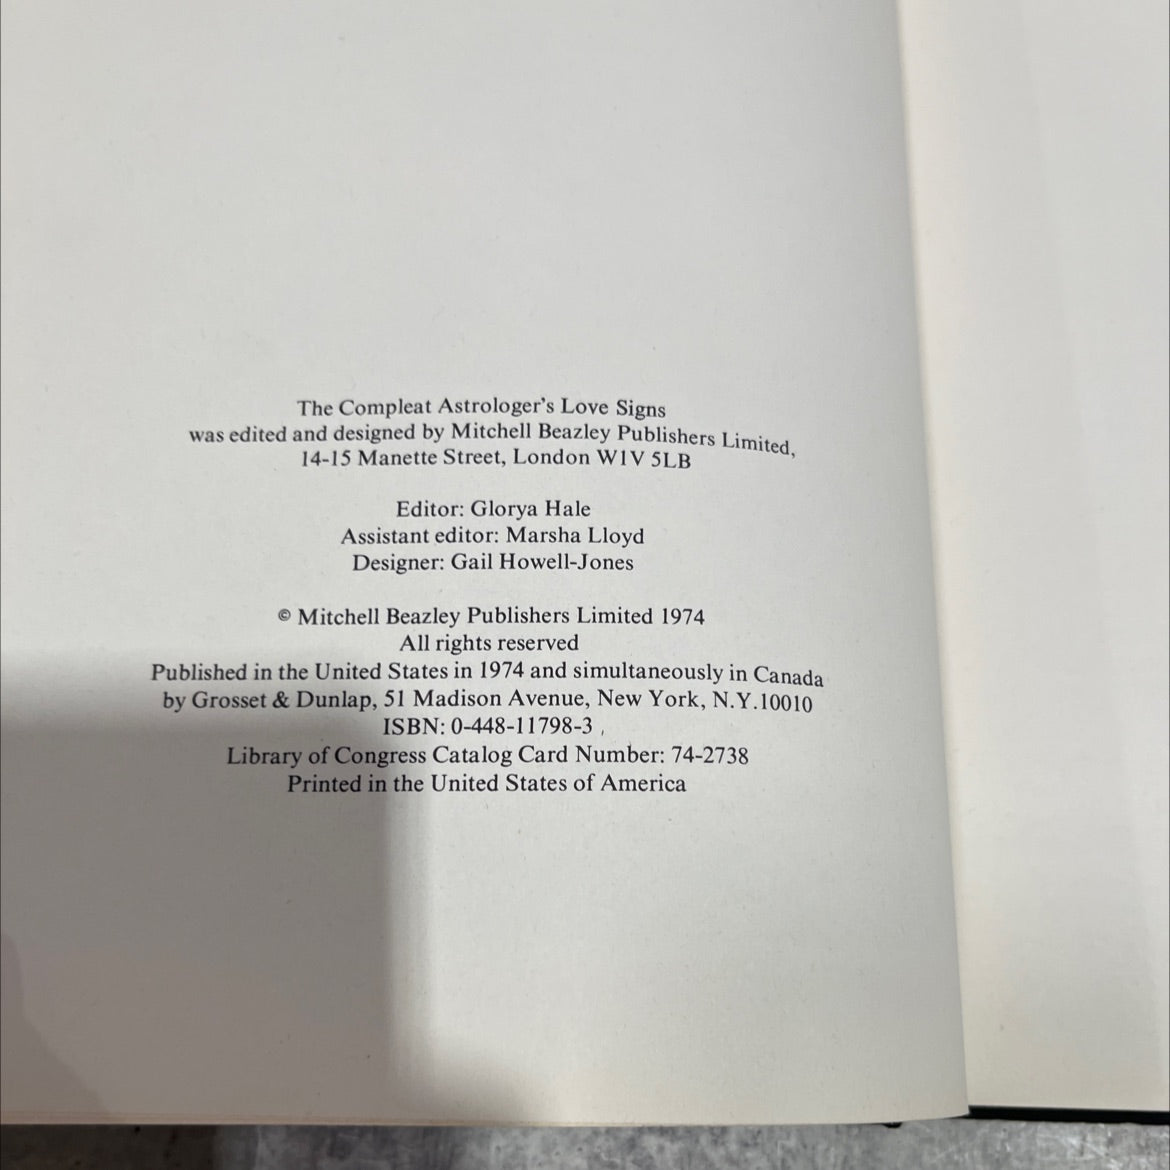 The Compleat Astrologer's Love Signs
was edited and designed by Mitchell Beazley Publishers Limited,
14-15 Manette Street, London W1V 5LB
Editor: Glorya Hale
Assistant editor: Marsha Lloyd
Designer: Gail Howell-Jones
© Mitchell Beazley Publishers Limited 1974
All rights reserved
Published in the United States in 1974 and simultaneously in Canada
by Grosset & Dunlap, 51 Madison Avenue, New York, N.Y.10010
ISBN: 0-448-11798-3
Library of Congress Catalog Card Number: 74-2738
Printed in the United States of America